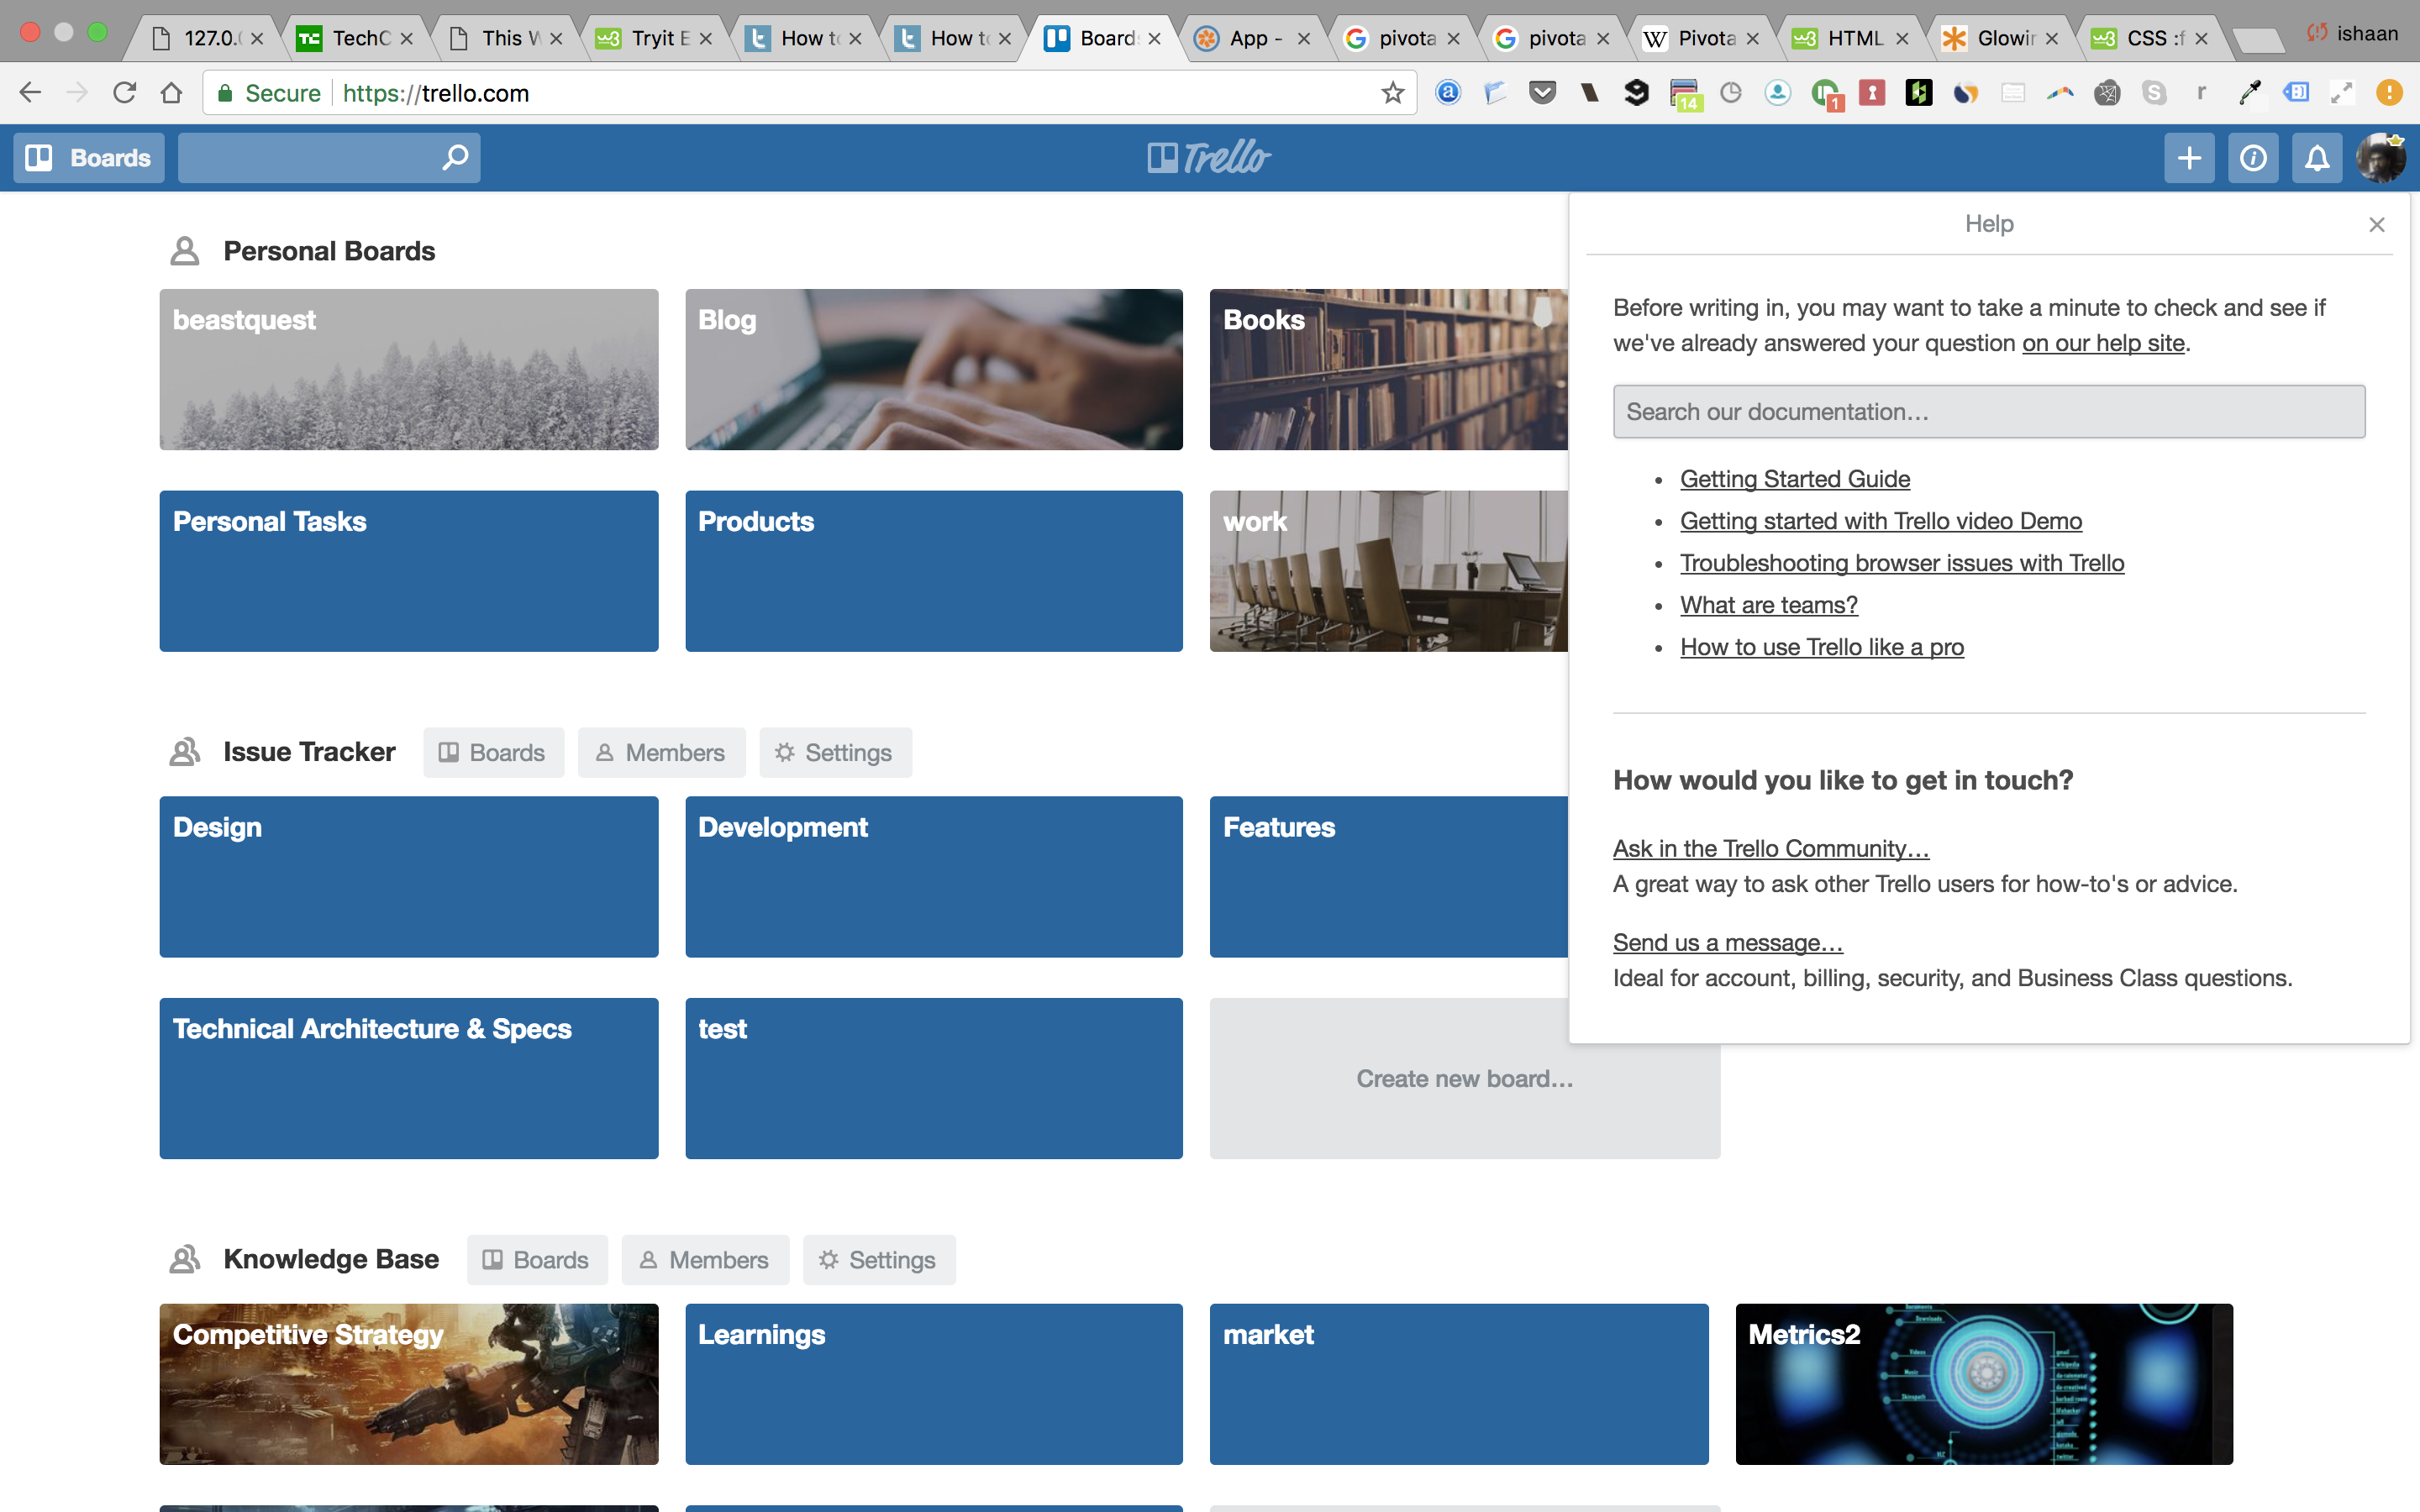 127.0.
TechC
This W
Tryit E
How to
How to
Boards
App -
pivota
pivota
Pivota
HTML
Glowin
CSS :f
ishaan
Secure
https://trello.com
14
1
Boards
Trello
Help
Personal Boards
beastquest
Blog
Books
Before writing in, you may want to take a minute to check and see if
we've already answered your question on our help site.
Search our documentation…
Getting Started Guide
Getting started with Trello video Demo
Troubleshooting browser issues with Trello
What are teams?
How to use Trello like a pro
Personal Tasks
Products
work
Issue Tracker
Boards
Members
Settings
How would you like to get in touch?
Ask in the Trello Community…
A great way to ask other Trello users for how-to's or advice.
Send us a message…
Ideal for account, billing, security, and Business Class questions.
Design
Development
Features
Technical Architecture & Specs
test
Create new board…
Knowledge Base
Boards
Members
Settings
Competitive Strategy
Learnings
market
Metrics2